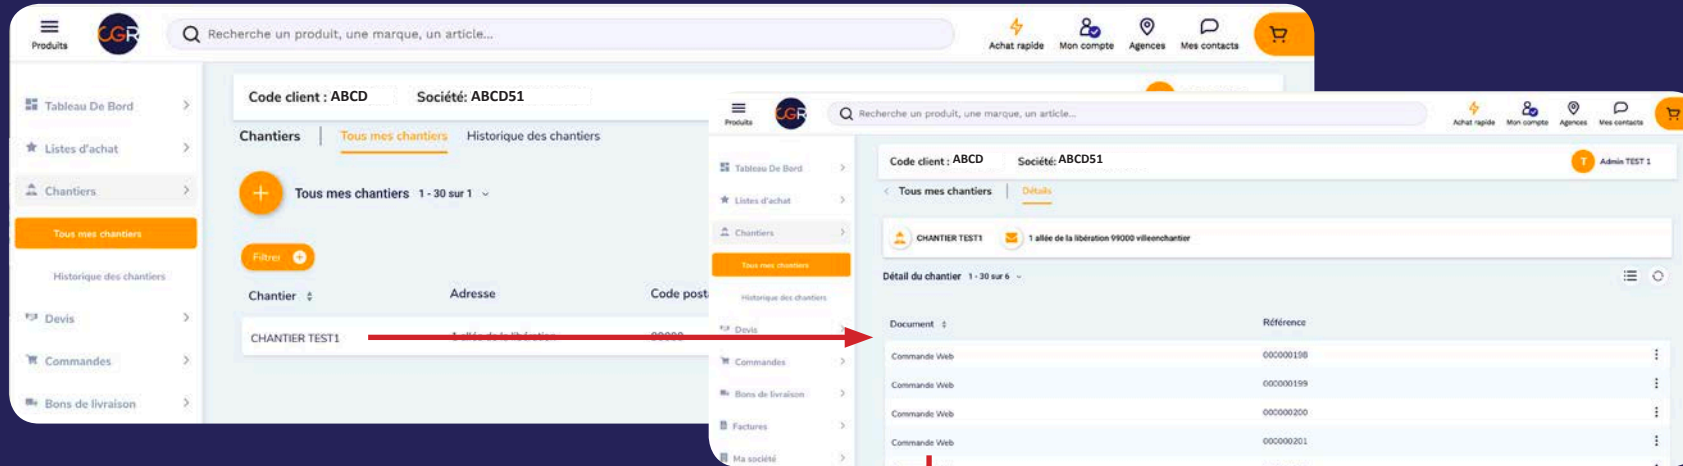 Produits
CGR
Recherche un produit, une marque, un article...
Achat rapide
Mon compte
Agences
Mes contacts
Tableau De Bord
Listes d'achat
Chantiers
Tous mes chantiers
Historique des chantiers
Devis
Commandes
Bons de livraison
Code client : ABCD Société: ABCD51
Chantiers | Tous mes chantiers Historique des chantiers
Tous mes chantiers 1 - 30 sur 1
Filtrer
Chantier Adresse Code post
CHANTIER TEST1 1 allée de la libération 99000
Produits
CGR
Recherche un produit, une marque, un article...
Achat rapide
Mon compte
Agences
Mes contacts
Tableau De Bord
Listes d'achat
Chantiers
Tous mes chantiers
Historique des chantiers
Devis
Commandes
Bons de livraison
Factures
Ma société
Code client : ABCD Société: ABCD51
T Admin TEST 1
< Tous mes chantiers | Détails
CHANTIER TEST1 1 allée de la libération 99000 villeenchantier
Détail du chantier 1 - 30 sur 6
Document Référence
Commande Web 000000198
Commande Web 000000199
Commande Web 000000200
Commande Web 000000201